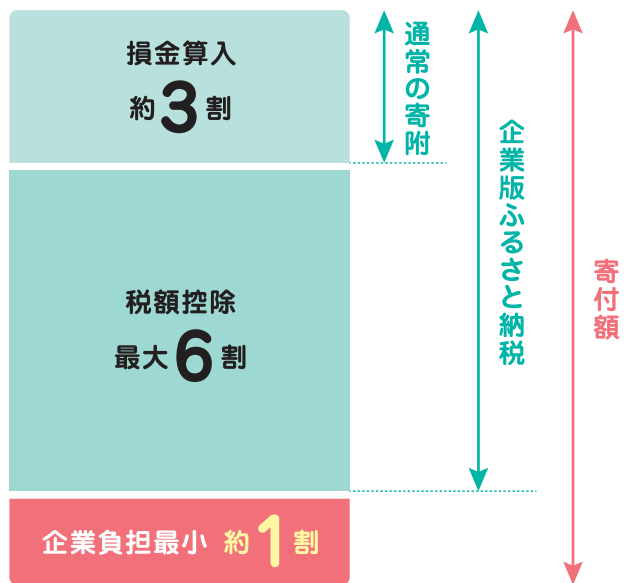 損金算入
約3割
通常の寄附
税額控除
最大6割
企業版ふるさと納税
寄付額
企業負担最小 約1割